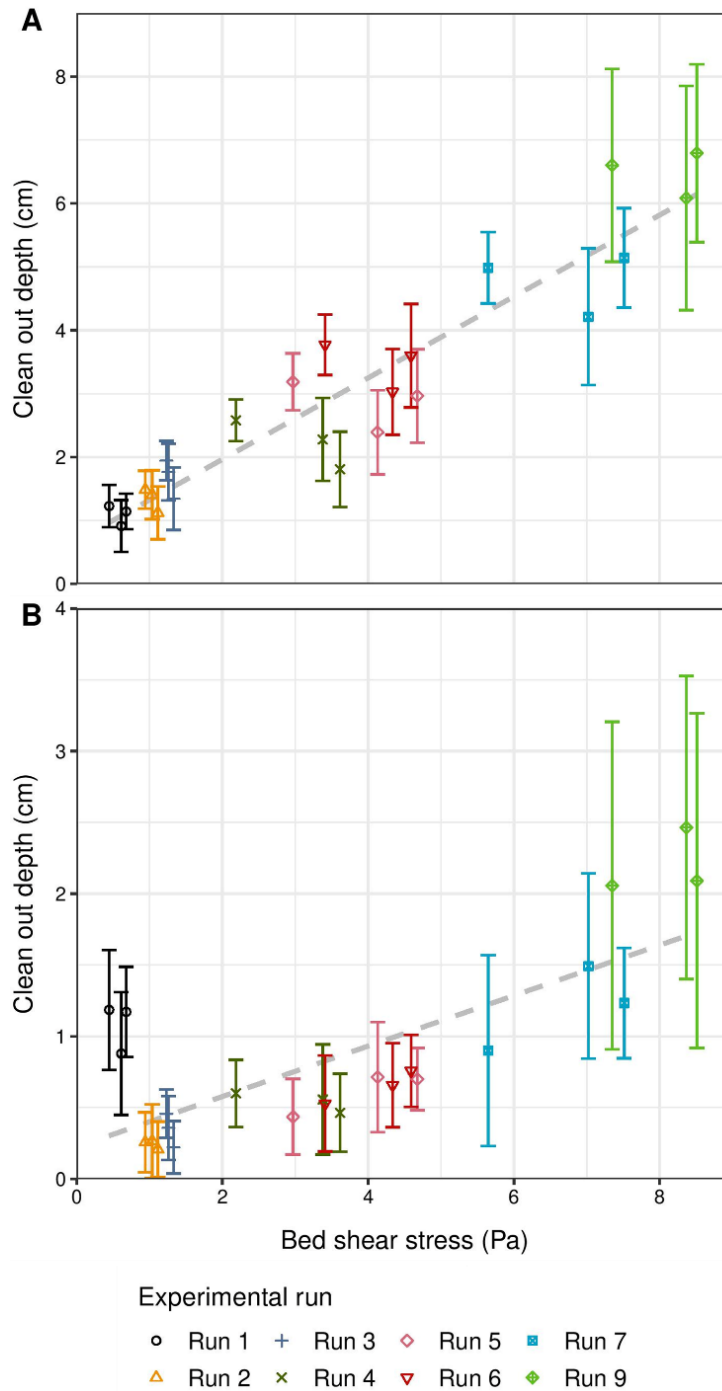 A
8
6
4
2
0
Clean out depth (cm)
B
4
3
2
1
0
Clean out depth (cm)
0 2 4 6 8
Bed shear stress (Pa)
Experimental run
Run 1 Run 3 Run 5 Run 7
Run 2 Run 4 Run 6 Run 9